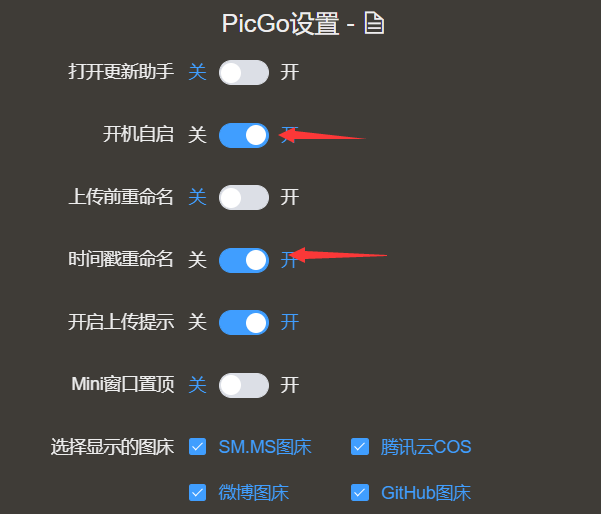 PicGo设置 -
打开更新助手 关 开
开机自启 关 开
上传前重命名 关 开
时间戳重命名 关 开
开启上传提示 关 开
Mini窗口置顶 关 开
选择显示的图床 SM.MS图床 腾讯云COS
微博图床 GitHub图床